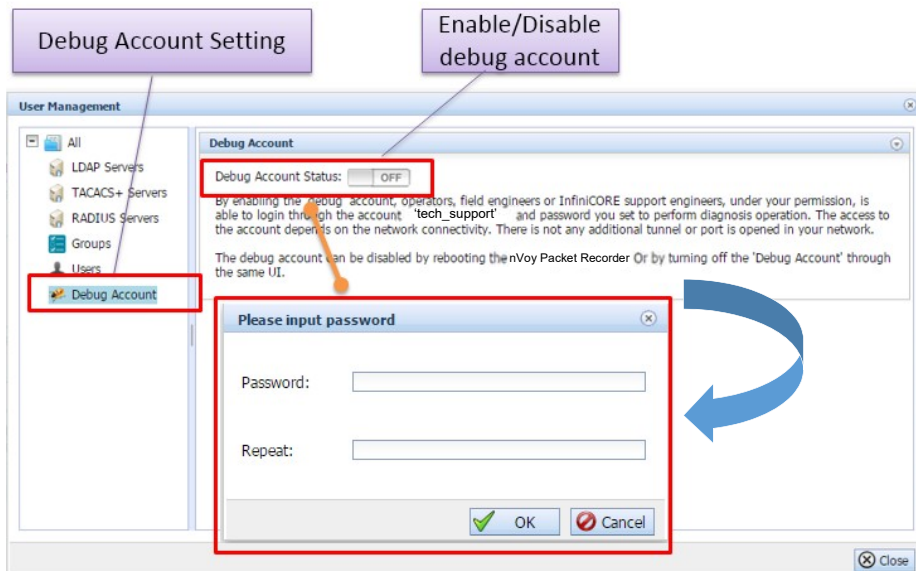 Debug Account Setting
Enable/Disable
debug account
User Management
All
LDAP Servers
TACACS+ Servers
RADIUS Servers
Groups
Users
Debug Account
Debug Account
Debug Account Status: OFF
By enabling the 'debug' account, operators, field engineers or InfiniCORE support engineers, under your permission, is
able to login through the account 'tech_support' and password you set to perform diagnosis operation. The access to
the account depends on the network connectivity. There is not any additional tunnel or port is opened in your network.
The debug account can be disabled by rebooting the nVoy Packet Recorder Or by turning off the 'Debug Account' through
the same UI.
Please input password
Password:
Repeat:
OK
Cancel
Close